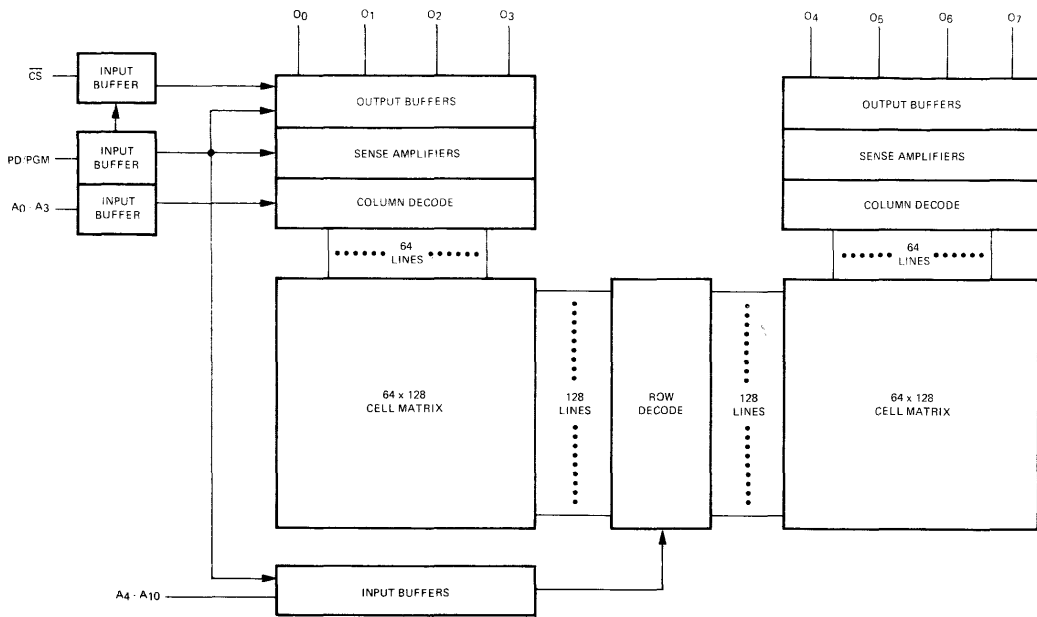 O0 O1 O2 O3
O4 O5 O6 O7
CS
INPUT
BUFFER
PD/PGM
INPUT
BUFFER
A0 - A3
INPUT
BUFFER
OUTPUT BUFFERS
SENSE AMPLIFIERS
COLUMN DECODE
OUTPUT BUFFERS
SENSE AMPLIFIERS
COLUMN DECODE
64
LINES
64
LINES
64 x 128
CELL MATRIX
128
LINES
ROW
DECODE
128
LINES
64 x 128
CELL MATRIX
A4 - A10
INPUT BUFFERS